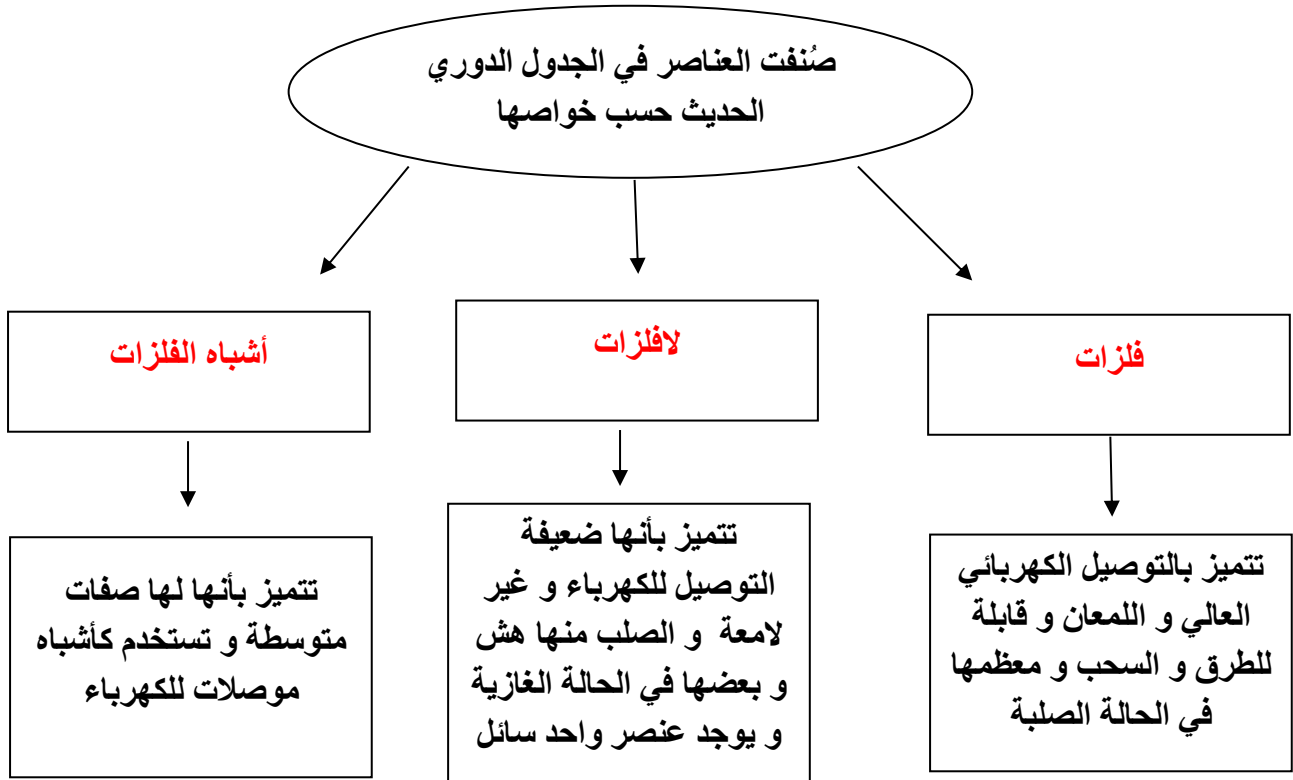 صُنفت العناصر في الجدول الدوري
الحديث حسب خواصها
فلزات
لافلزات
أشباه الفلزات
تتميز بالتوصيل الكهربائي
العالي و اللمعان و قابلة
للطرق و السحب و معظمها
في الحالة الصلبة
تتميز بأنها ضعيفة
التوصيل للكهرباء و غير
لامعة و الصلب منها هش
و بعضها في الحالة الغازية
و يوجد عنصر واحد سائل
تتميز بأنها لها صفات
متوسطة و تستخدم كأشباه
موصلات للكهرباء